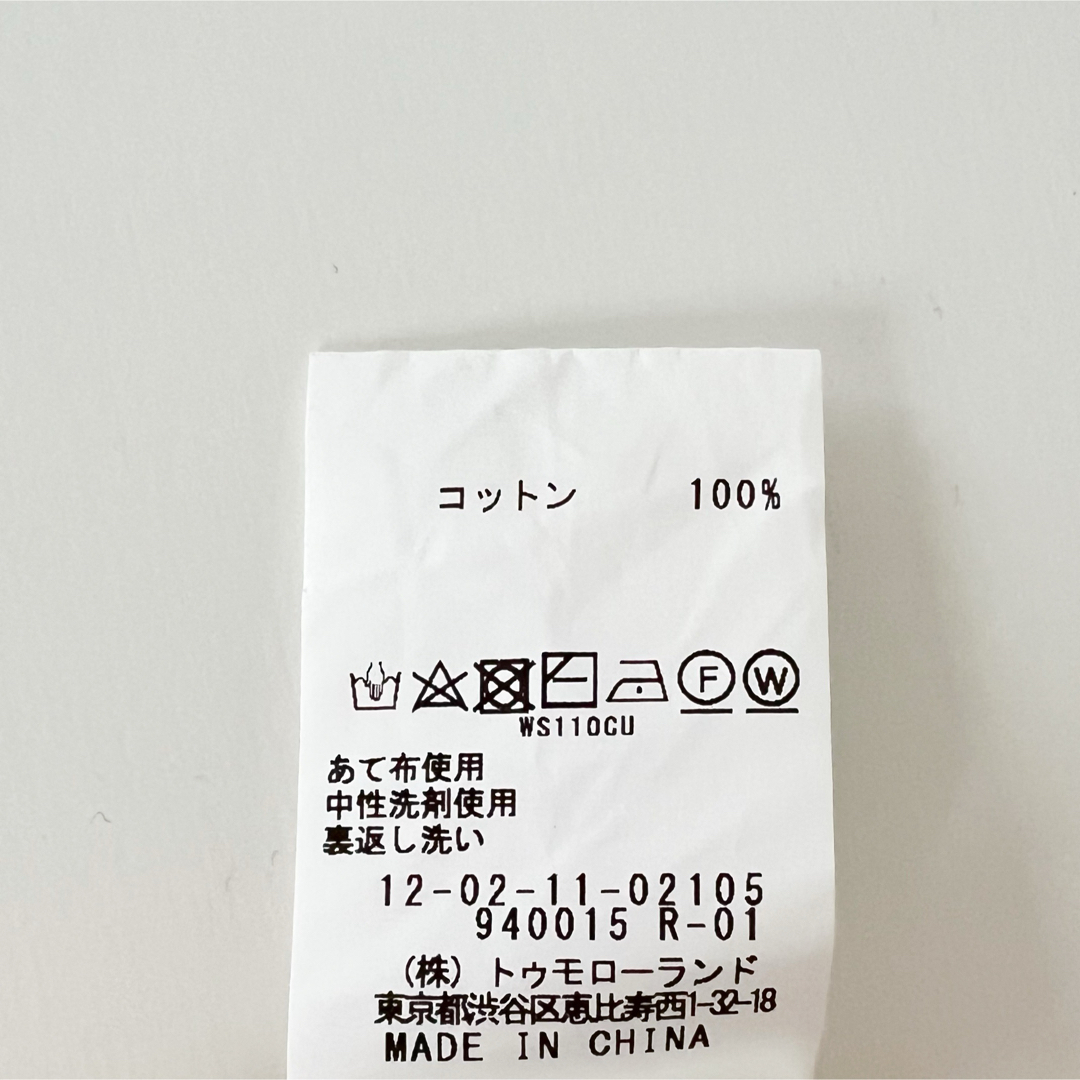 コットン 100%
F W
WS110CU
あて布使用
中性洗剤使用
裏返し洗い
12-02-11-02105
940015 R-01
(株)トゥモローランド
東京都渋谷区恵比寿西1-32-18
MADE IN CHINA